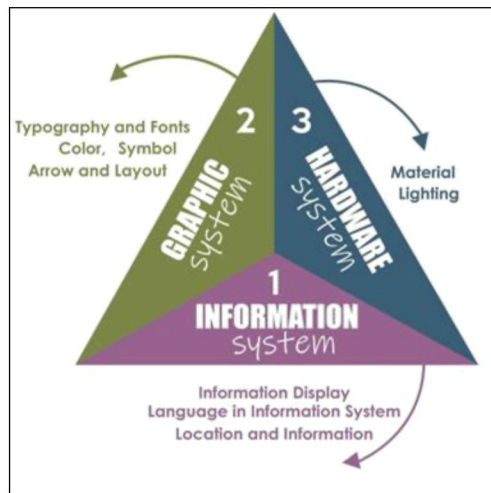 2
3
Typography and Fonts
Color, Symbol
Arrow and Layout
GRAPHIC
system
HARDWARE
system
Material
Lighting
1
INFORMATION
system
Information Display
Language in Information System
Location and Information